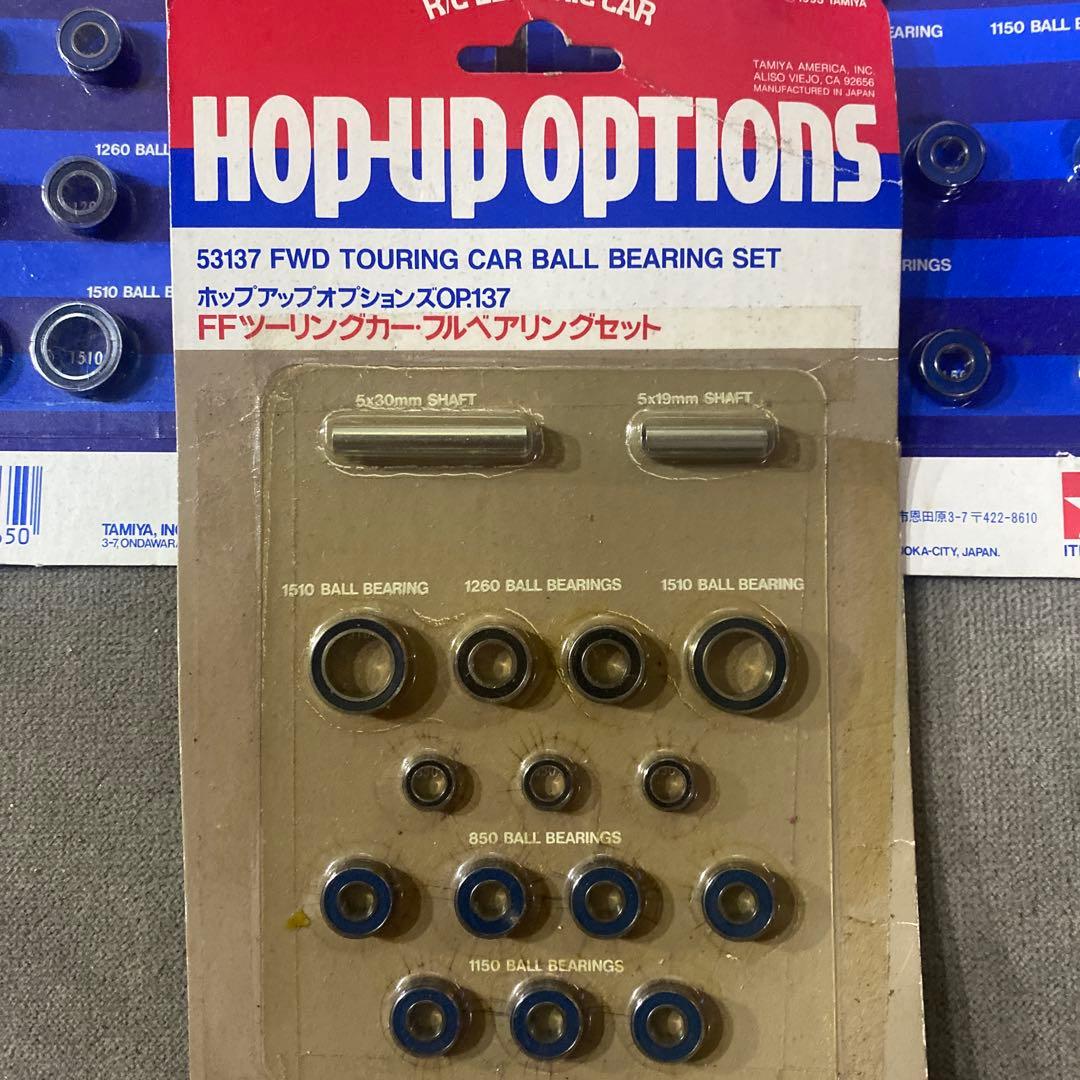 R/C ELECTRIC CAR
© 1993 TAMIYA
TAMIYA AMERICA, INC.
ALISO VIEJO, CA 92656
MANUFACTURED IN JAPAN
HOP-UP OPTIONS
53137 FWD TOURING CAR BALL BEARING SET
ホップアップオプションズOP.137
FFツーリングカー・フルベアリングセット
5x30mm SHAFT
5x19mm SHAFT
1510 BALL BEARING
1260 BALL BEARINGS
1510 BALL BEARING
850 BALL BEARINGS
1150 BALL BEARINGS
1260 BALL
1510 BALL B
1510
TAMIYA, INC
3-7, ONDAWARA
EARING
1150 BALL B
RINGS
市恩田原3-7 〒422-8610
OKA-CITY, JAPAN.